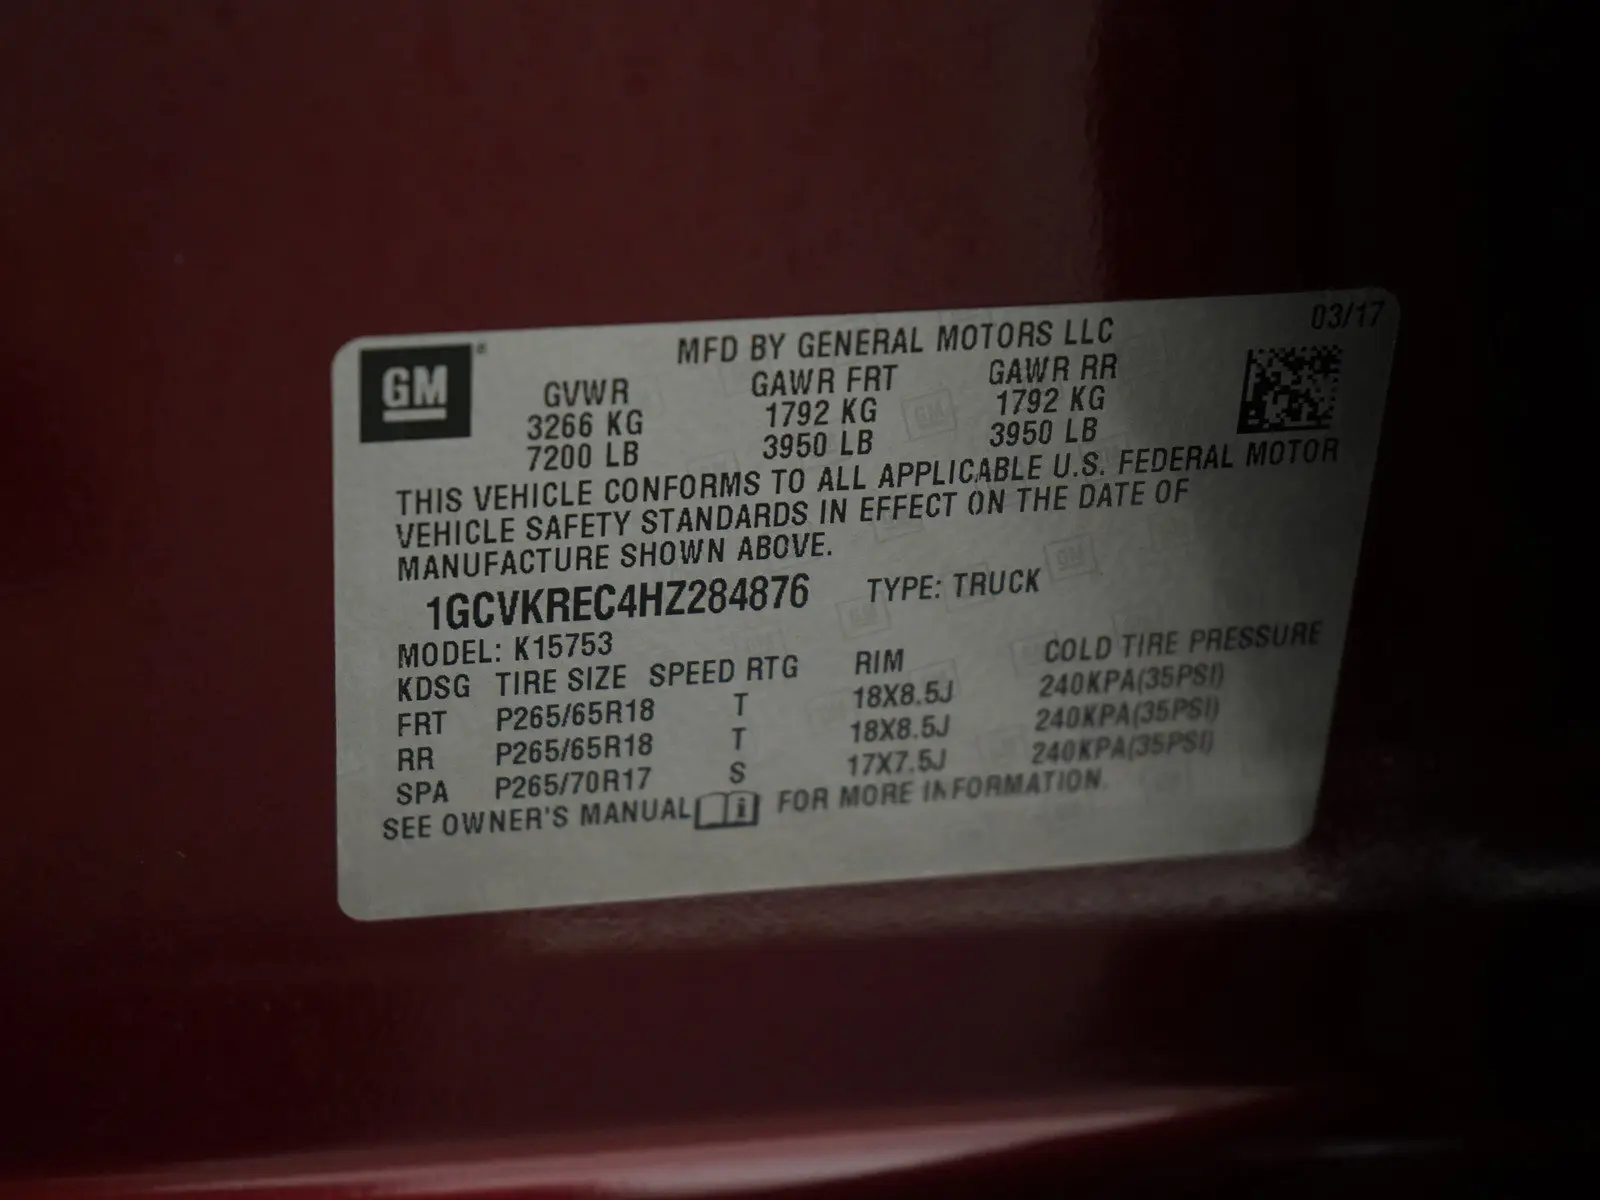 03/17
GM
MFD BY GENERAL MOTORS LLC
GVWR GAWR FRT GAWR RR
3266 KG 1792 KG 1792 KG
7200 LB 3950 LB 3950 LB
THIS VEHICLE CONFORMS TO ALL APPLICABLE U.S. FEDERAL MOTOR
VEHICLE SAFETY STANDARDS IN EFFECT ON THE DATE OF
MANUFACTURE SHOWN ABOVE.
1GCVKREC4HZ284876 TYPE: TRUCK
MODEL: K15753
KDSG TIRE SIZE SPEED RTG RIM COLD TIRE PRESSURE
FRT P265/65R18 T 18X8.5J 240KPA(35PSI)
RR P265/65R18 T 18X8.5J 240KPA(35PSI)
SPA P265/70R17 S 17X7.5J 240KPA(35PSI)
SEE OWNER'S MANUAL FOR MORE INFORMATION.